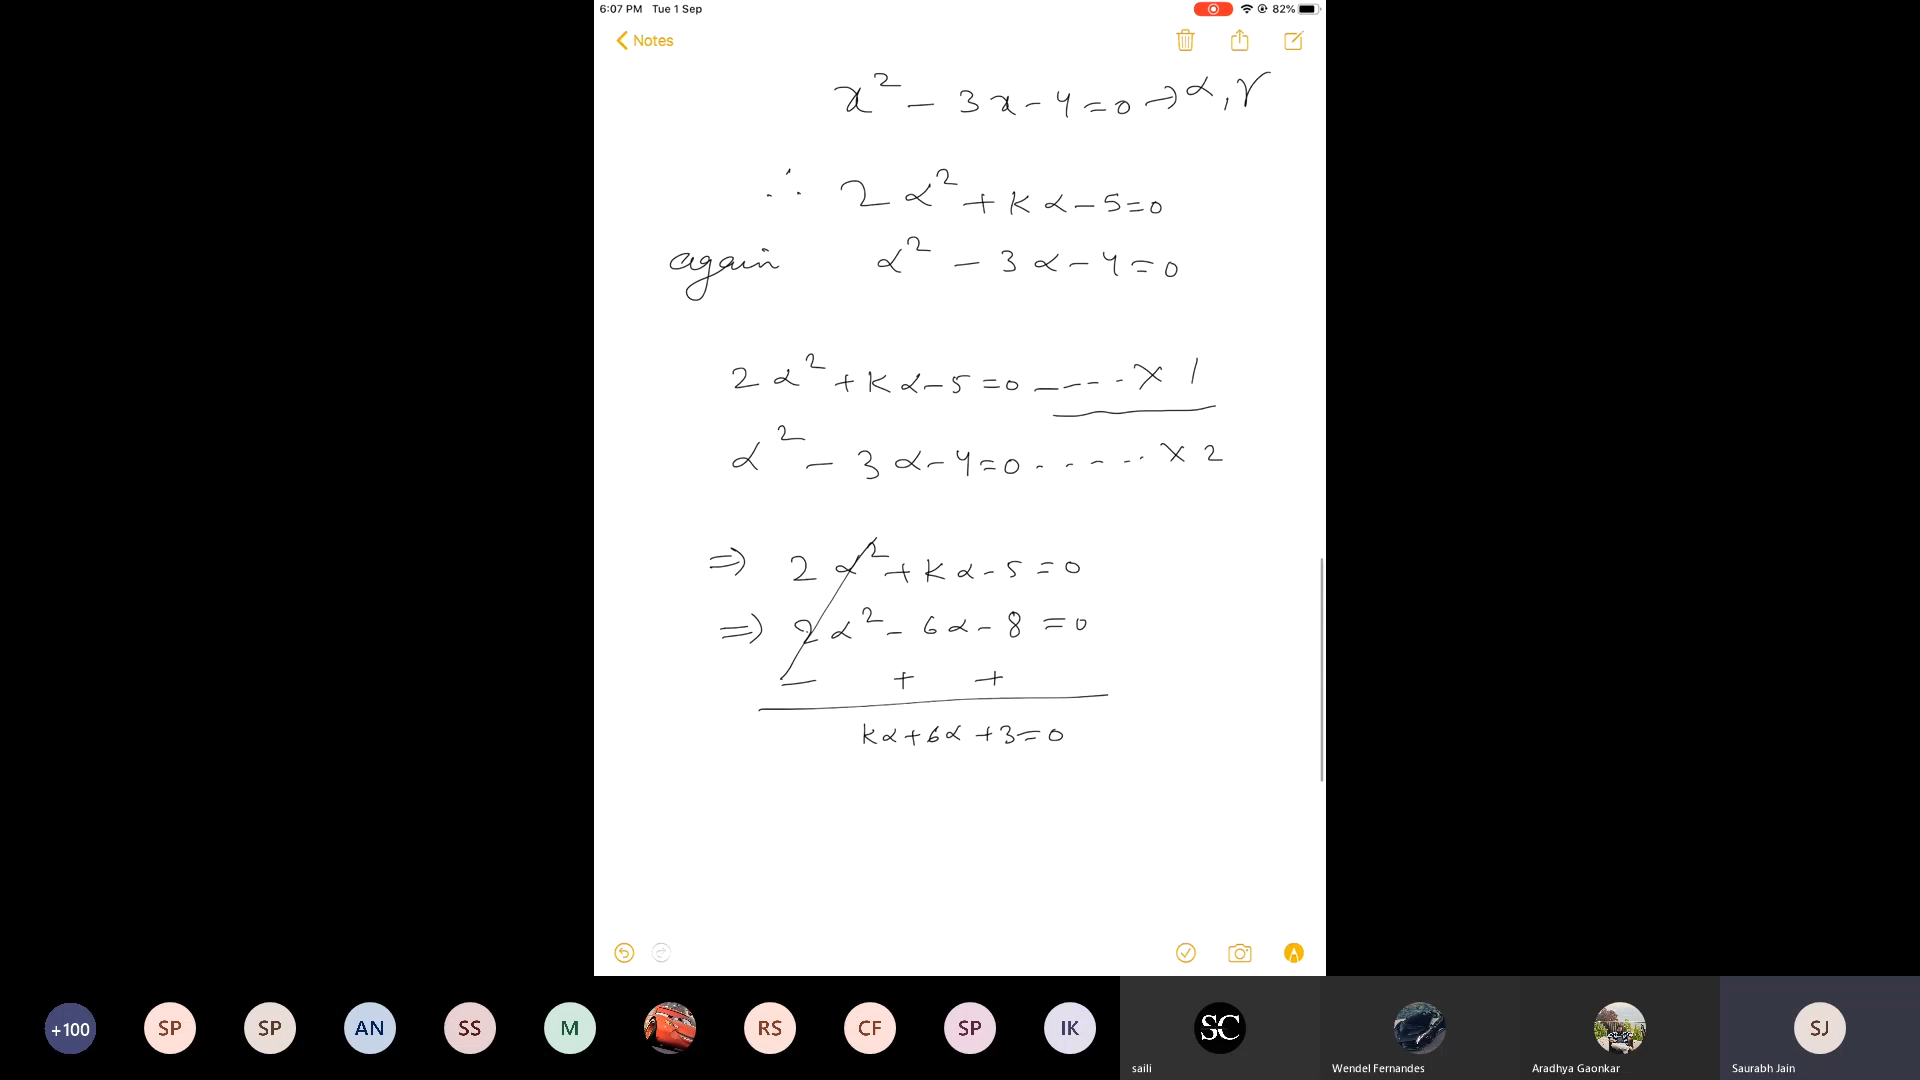 6:07 PM Tue 1 Sep 82%
Notes
x² - 3x - 4 = 0 → α, γ
∴ 2α² + kα - 5 = 0
again α² - 3α - 4 = 0
2α² + kα - 5 = 0 ----- × 1
α² - 3α - 4 = 0 ------ × 2
⇒ 2α² + kα - 5 = 0
⇒ 2α² - 6α - 8 = 0
- + +
kα + 6α + 3 = 0
+100 SP SP AN SS M RS CF SP IK SC SJ
saili Wendel Fernandes Aradhya Gaonkar Saurabh Jain